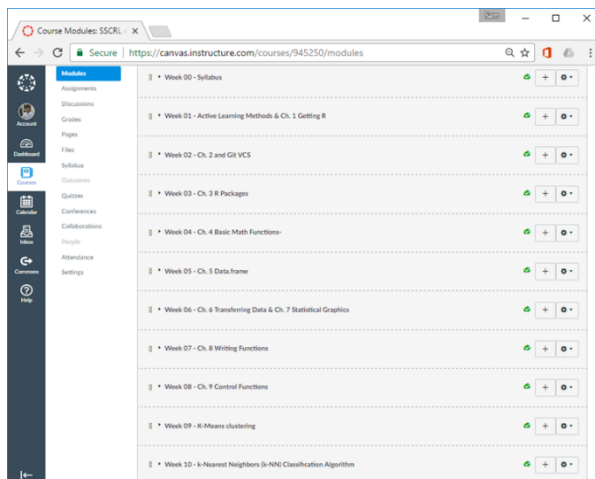 Sam
Course Modules: SSCRL
Secure
https://canvas.instructure.com/courses/945250/modules
Account
Dashboard
Courses
Calendar
Inbox
Commons
Help
Modules
Assignments
Discussions
Grades
Pages
Files
Syllabus
Outcomes
Quizzes
Conferences
Collaborations
People
Attendance
Settings
Week 00 - Syllabus
Week 01 - Active Learning Methods & Ch. 1 Getting R
Week 02 - Ch. 2 and Git VCS
Week 03 - Ch. 3 R Packages
Week 04 - Ch. 4 Basic Math Functions-
Week 05 - Ch. 5 Data.frame
Week 06 - Ch. 6 Transferring Data & Ch. 7 Statistical Graphics
Week 07 - Ch. 8 Writing Functions
Week 08 - Ch. 9 Control Functions
Week 09 - K-Means clustering
Week 10 - k-Nearest Neighbors (k-NN) Classification Algorithm